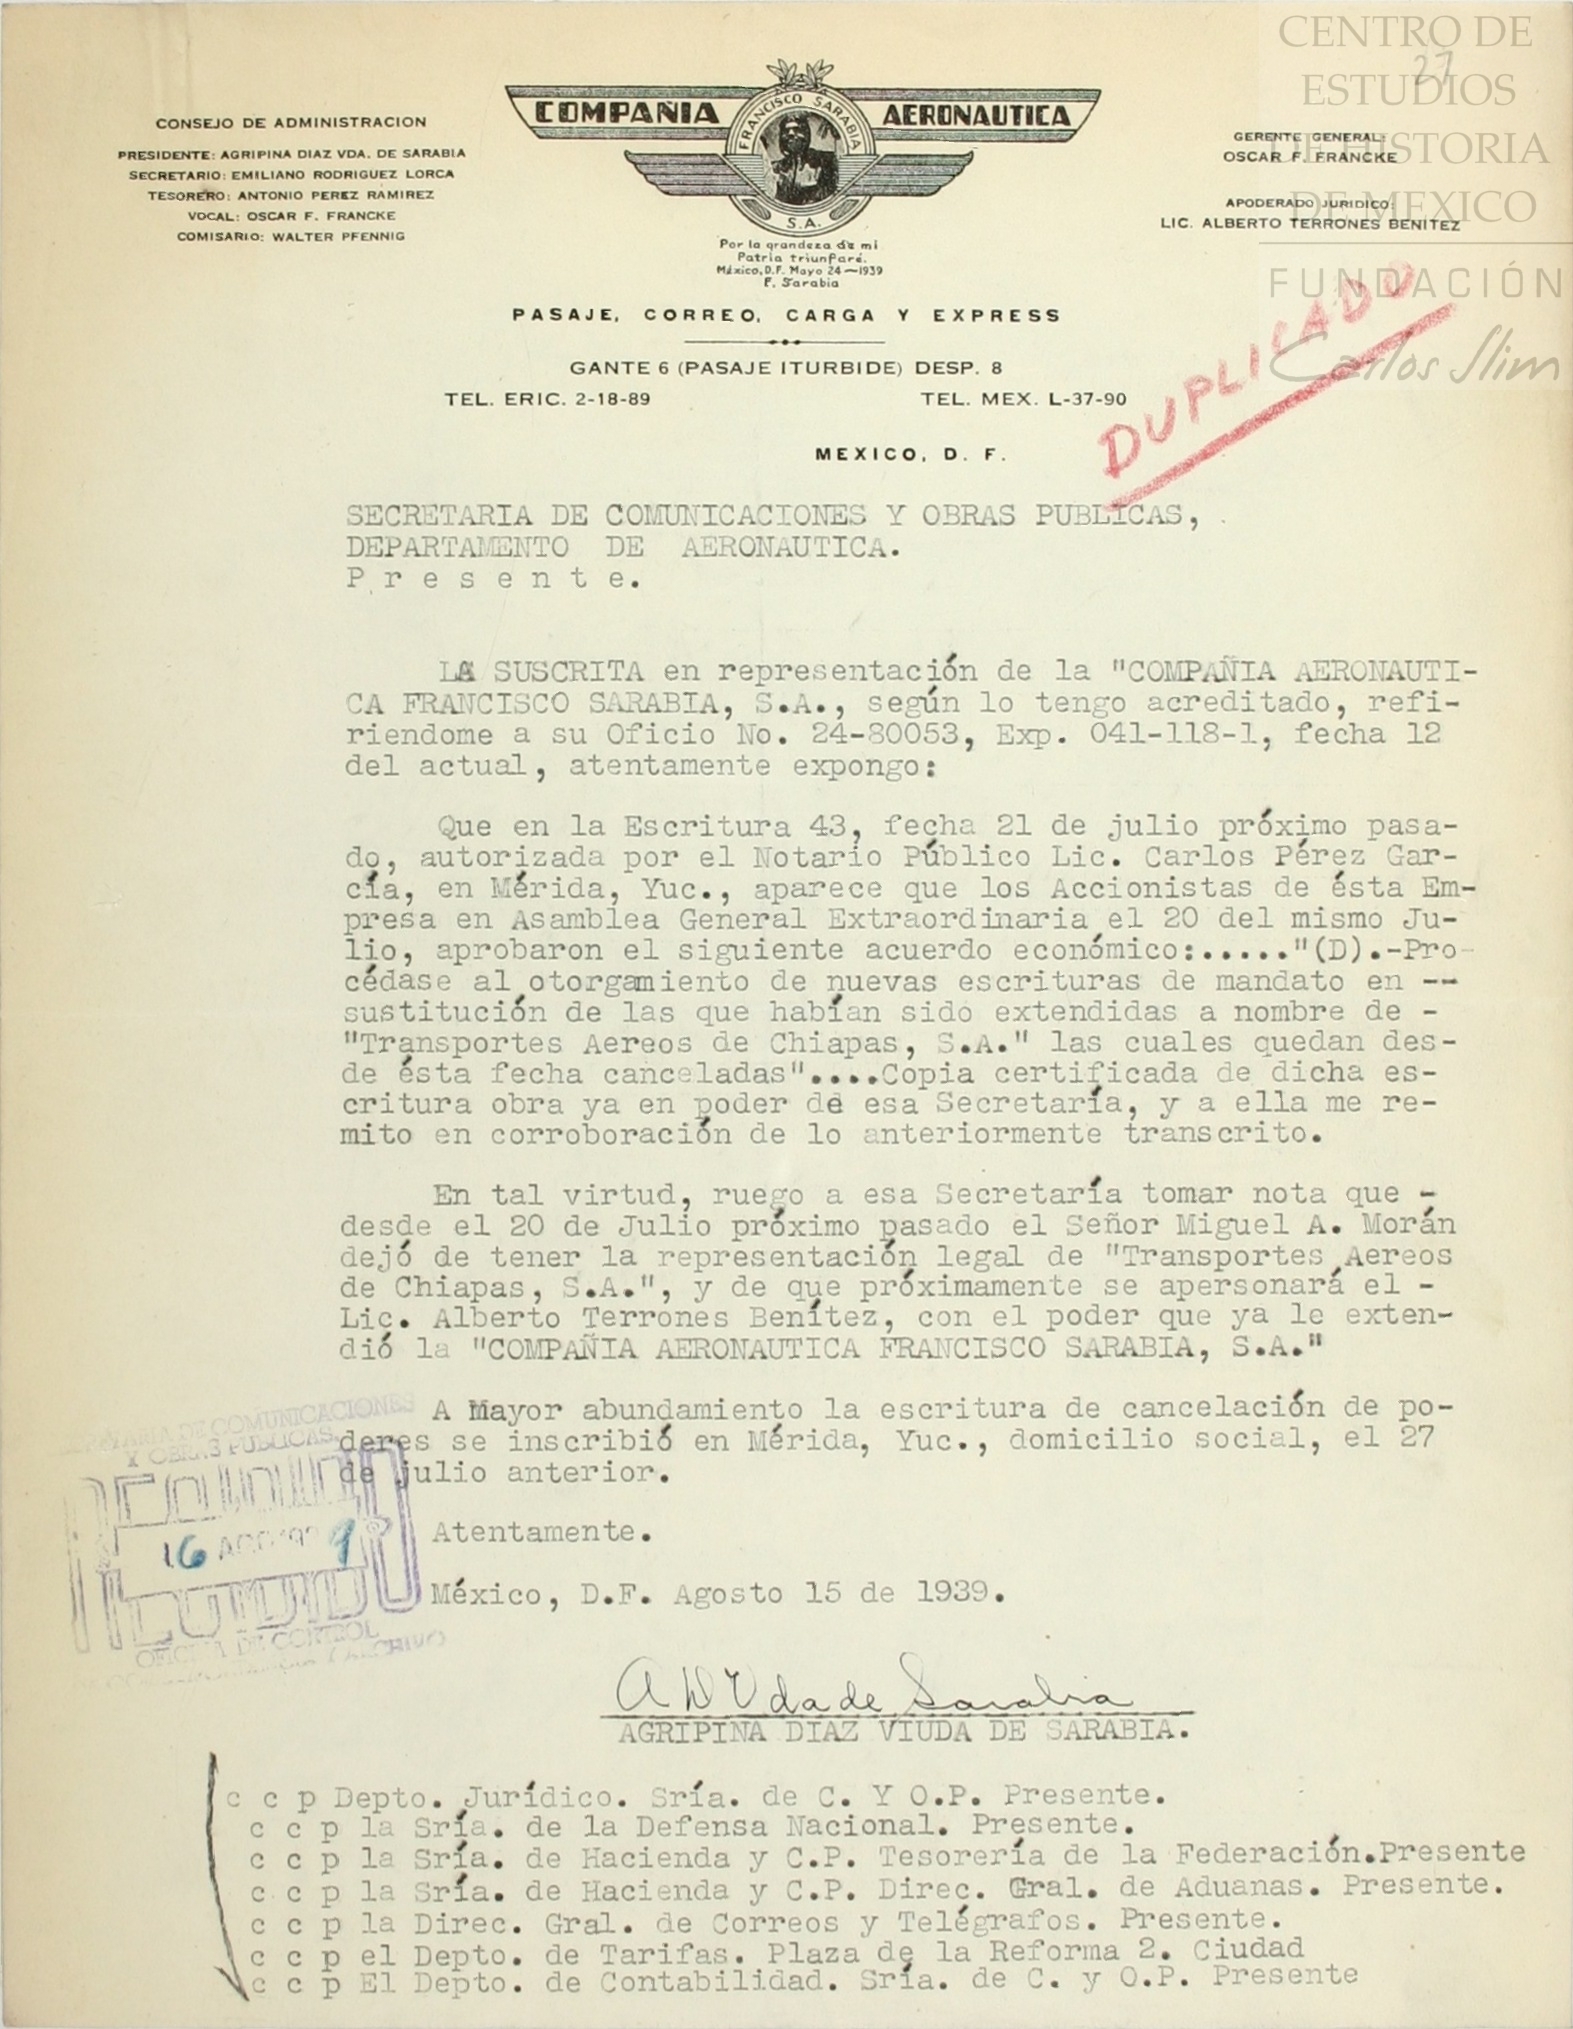 CENTRO DE
ESTUDIOS
DE HISTORIA
DE MEXICO
FUNDACIÓN
Carlos Slim
27
CONSEJO DE ADMINISTRACION
PRESIDENTE: AGRIPINA DIAZ VDA. DE SARABIA
SECRETARIO: EMILIANO RODRIGUEZ LORCA
TESORERO: ANTONIO PEREZ RAMIREZ
VOCAL: OSCAR F. FRANCKE
COMISARIO: WALTER PFENNIG
COMPAÑIA AERONAUTICA
FRANCISCO SARABIA
S.A.
Por la grandeza de mi
Patria triunfaré.
México, D.F. Mayo 24-1939
F. Sarabia
GERENTE GENERAL:
OSCAR F. FRANCKE
APODERADO JURIDICO:
LIC. ALBERTO TERRONES BENITEZ
PASAJE, CORREO, CARGA Y EXPRESS
GANTE 6 (PASAJE ITURBIDE) DESP. 8
TEL. ERIC. 2-18-89 TEL. MEX. L-37-90
MEXICO, D. F.
DUPLICADO
SECRETARIA DE COMUNICACIONES Y OBRAS PUBLICAS,
DEPARTAMENTO DE AERONAUTICA.
P r e s e n t e.
LA SUSCRITA en representación de la "COMPAÑIA AERONAUTI-
CA FRANCISCO SARABIA, S.A., según lo tengo acreditado, refi-
riendome a su Oficio No. 24-80053, Exp. 041-118-1, fecha 12
del actual, atentamente expongo:
Que en la Escritura 43, fecha 21 de julio próximo pasa-
do, autorizada por el Notario Público Lic. Carlos Pérez Gar-
cía, en Mérida, Yuc., aparece que los Accionistas de ésta Em-
presa en Asamblea General Extraordinaria el 20 del mismo Ju-
lio, aprobaron el siguiente acuerdo económico:....."(D).-Pro-
cédase al otorgamiento de nuevas escrituras de mandato en --
sustitución de las que habían sido extendidas a nombre de -
"Transportes Aereos de Chiapas, S.A." las cuales quedan des-
de ésta fecha canceladas"....Copia certificada de dicha es-
critura obra ya en poder de esa Secretaría, y a ella me re-
mito en corroboración de lo anteriormente transcrito.
En tal virtud, ruego a esa Secretaría tomar nota que -
desde el 20 de Julio próximo pasado el Señor Miguel A. Morán
dejó de tener la representación legal de "Transportes Aereos
de Chiapas, S.A.", y de que próximamente se apersonará el -
Lic. Alberto Terrones Benítez, con el poder que ya le exten-
dió la "COMPAÑIA AERONAUTICA FRANCISCO SARABIA, S.A."
A Mayor abundamiento la escritura de cancelación de po-
deres se inscribió en Mérida, Yuc., domicilio social, el 27
de julio anterior.
DE COMUNICACIONES
Y OBRAS PUBLICAS
16 AGO
OFICINA DE CONTROL
Atentamente.
México, D.F. Agosto 15 de 1939.
A D Vda de Sarabia
AGRIPINA DIAZ VIUDA DE SARABIA.
c c p Depto. Jurídico. Sría. de C. Y O.P. Presente.
c c p la Sría. de la Defensa Nacional. Presente.
c c p la Sría. de Hacienda y C.P. Tesorería de la Federación.Presente
c c p la Sría. de Hacienda y C.P. Direc. Gral. de Aduanas. Presente.
c c p la Direc. Gral. de Correos y Telégrafos. Presente.
c c p el Depto. de Tarifas. Plaza de la Reforma 2. Ciudad
c c p El Depto. de Contabilidad. Sría. de C. y O.P. Presente